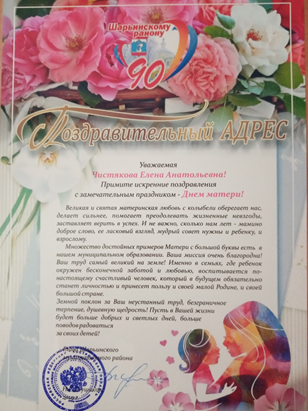 Шарьинскому
району
90
Поздравительный АДРЕС
Уважаемая
Чистякова Елена Анатольевна!
Примите искренние поздравления
с замечательным праздником - Днем матери!
Великая и святая материнская любовь с колыбели оберегает нас,
делает сильнее, помогает преодолевать жизненные невзгоды,
заставляет верить в успех. И не важно, сколько нам лет – мамино
доброе слово, ее ласковый взгляд, мудрый совет нужны и ребенку, и
взрослому.
Множество достойных примеров Матери с большой буквы есть в
нашем муниципальном образовании. Ваша миссия очень благородна!
Ваш труд самый великий на земле! Именно в семьях, где ребенок
окружен бесконечной заботой и любовью, воспитывается по-
настоящему счастливый человек, который в будущем обязательно
станет личностью и принесет пользу и своей малой Родине, и своей
большой стране.
Земной поклон за Ваш неустанный труд, безграничное
терпение, душевную щедрость! Пусть в Вашей жизни
будет больше добрых и светлых дней, больше
поводов радоваться
за своих детей!
района